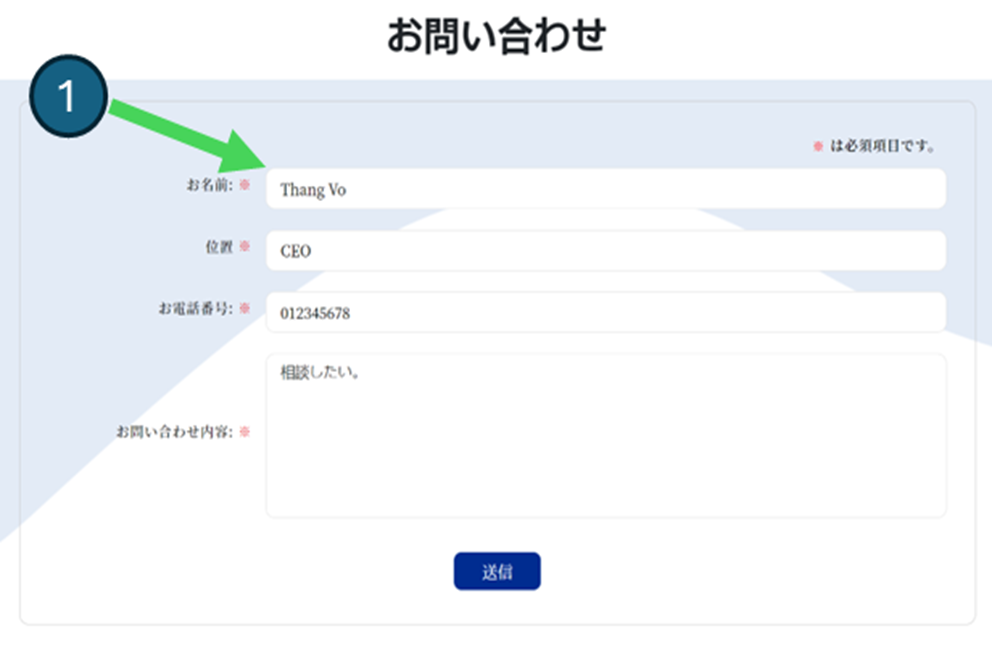 お問い合わせ
1
※ は必須項目です。
お名前: ※ Thang Vo
位置 ※ CEO
お電話番号: ※ 012345678
相談したい。
お問い合わせ内容: ※
送信